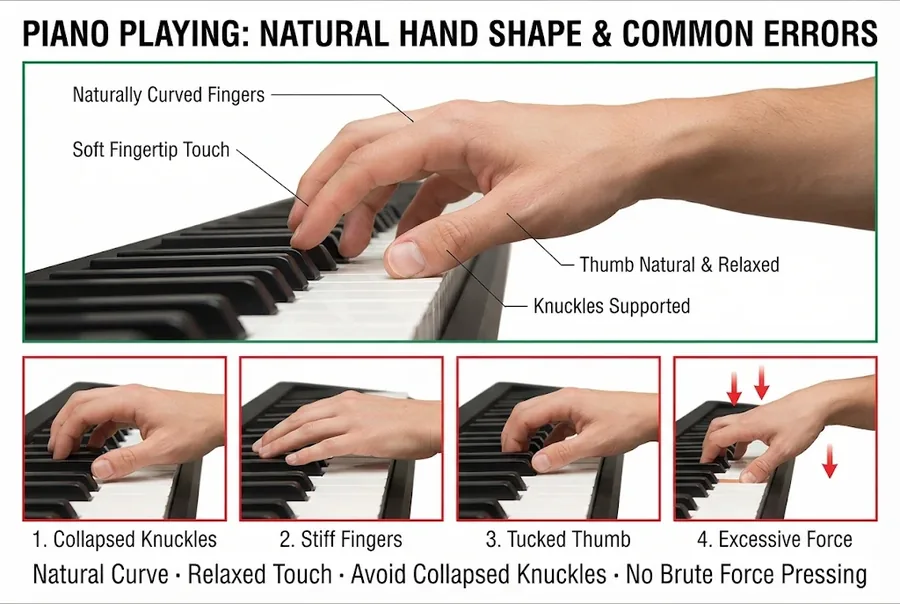 PIANO PLAYING: NATURAL HAND SHAPE & COMMON ERRORS
Naturally Curved Fingers
Soft Fingertip Touch
Thumb Natural & Relaxed
Knuckles Supported
1. Collapsed Knuckles
2. Stiff Fingers
3. Tucked Thumb
4. Excessive Force
Natural Curve · Relaxed Touch · Avoid Collapsed Knuckles · No Brute Force Pressing